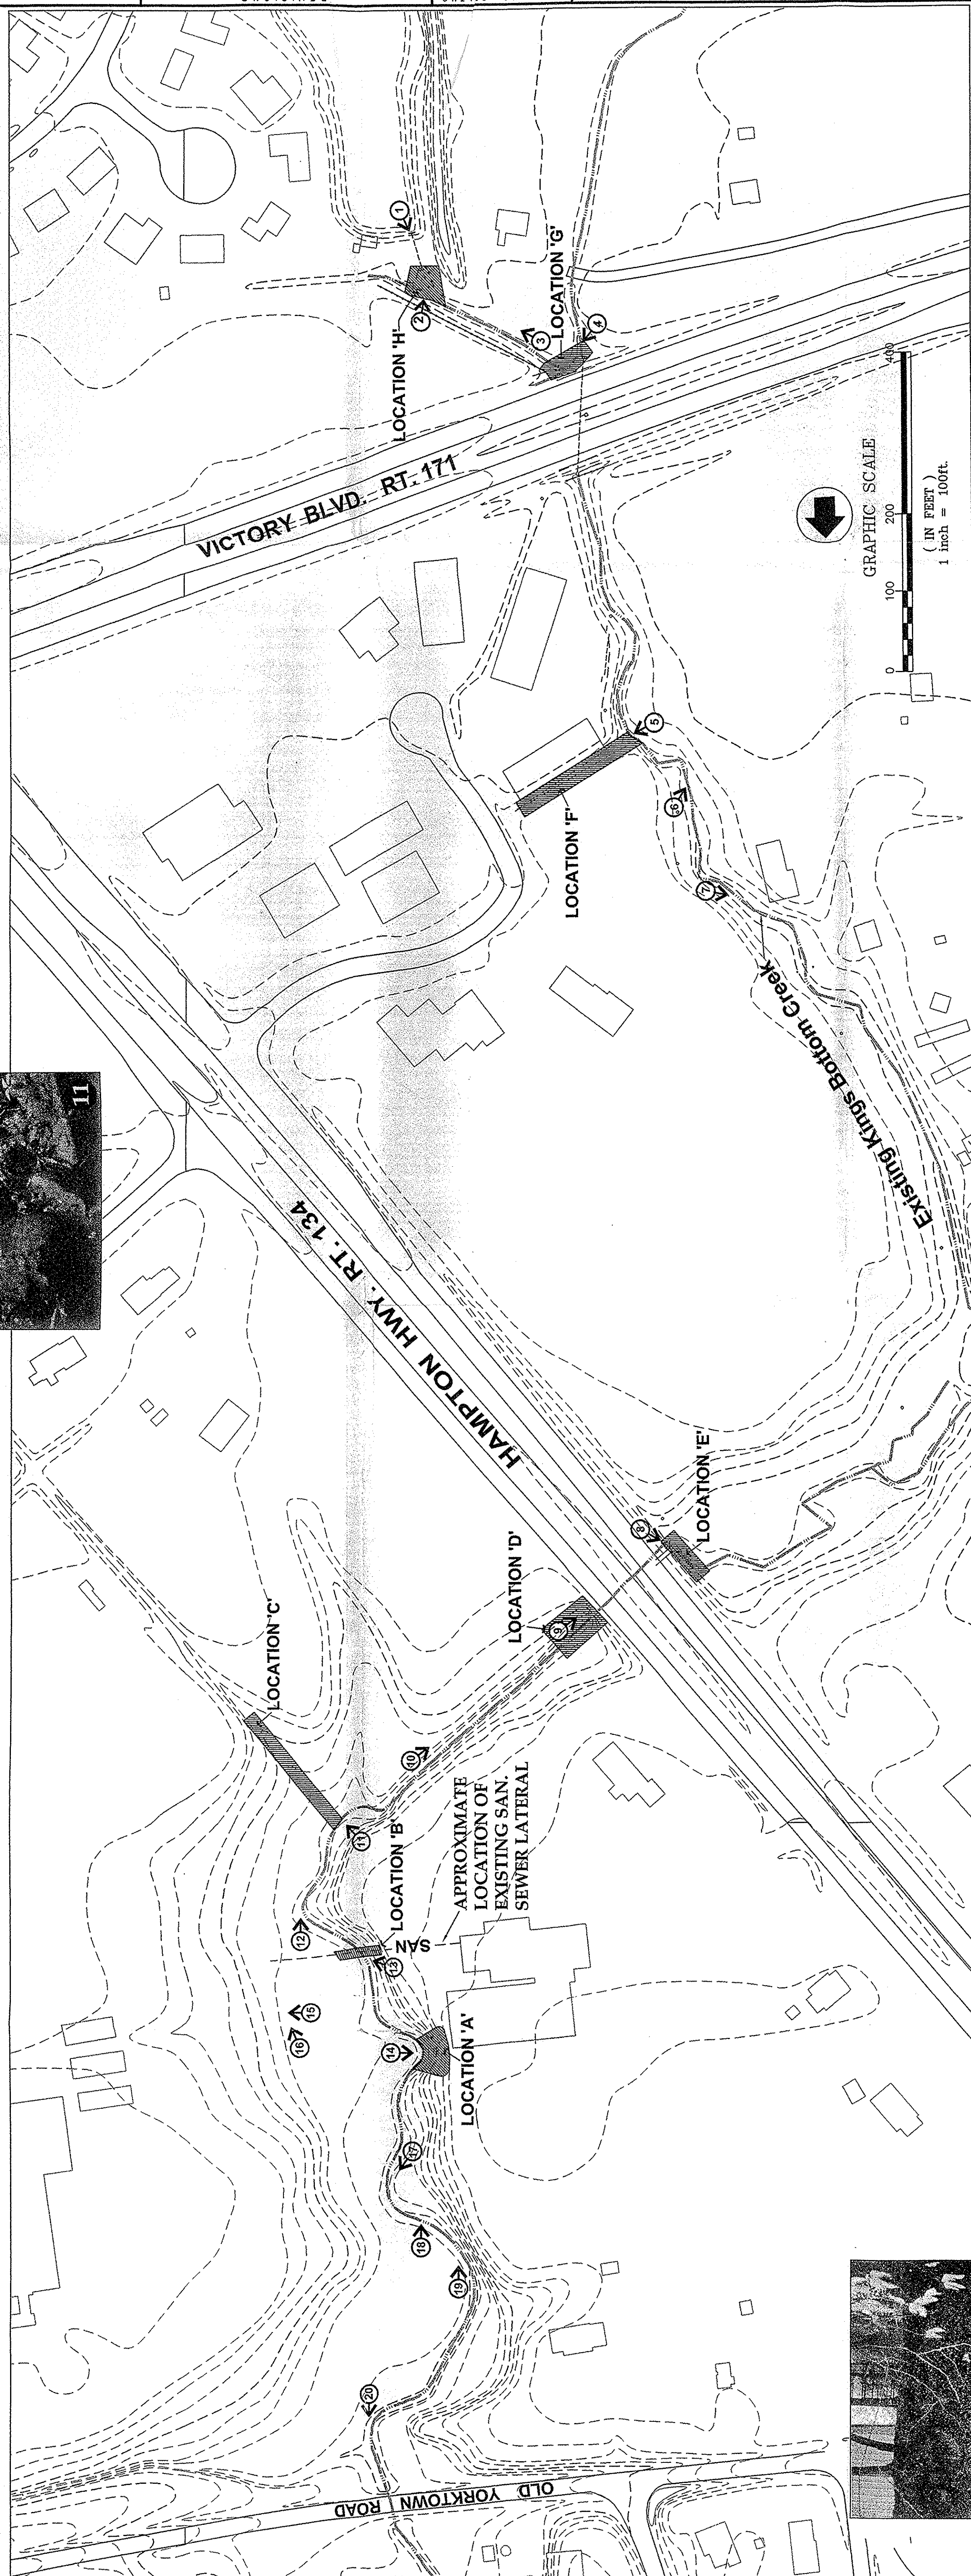 1
2
LOCATION 'H'
3
LOCATION 'G'
4
VICTORY BLVD. RT. 171
GRAPHIC SCALE
0
100
200
400
( IN FEET )
1 inch = 100ft.
5
LOCATION 'F'
6
7
Existing Kings Bottom Creek
11
HAMPTON HWY. RT. 134
8
LOCATION 'E'
LOCATION 'D'
9
LOCATION 'C'
10
11
APPROXIMATE
LOCATION OF
EXISTING SAN.
SEWER LATERAL
LOCATION 'B'
SAN
12
13
15
16
14
LOCATION 'A'
17
18
19
20
OLD YORKTOWN ROAD